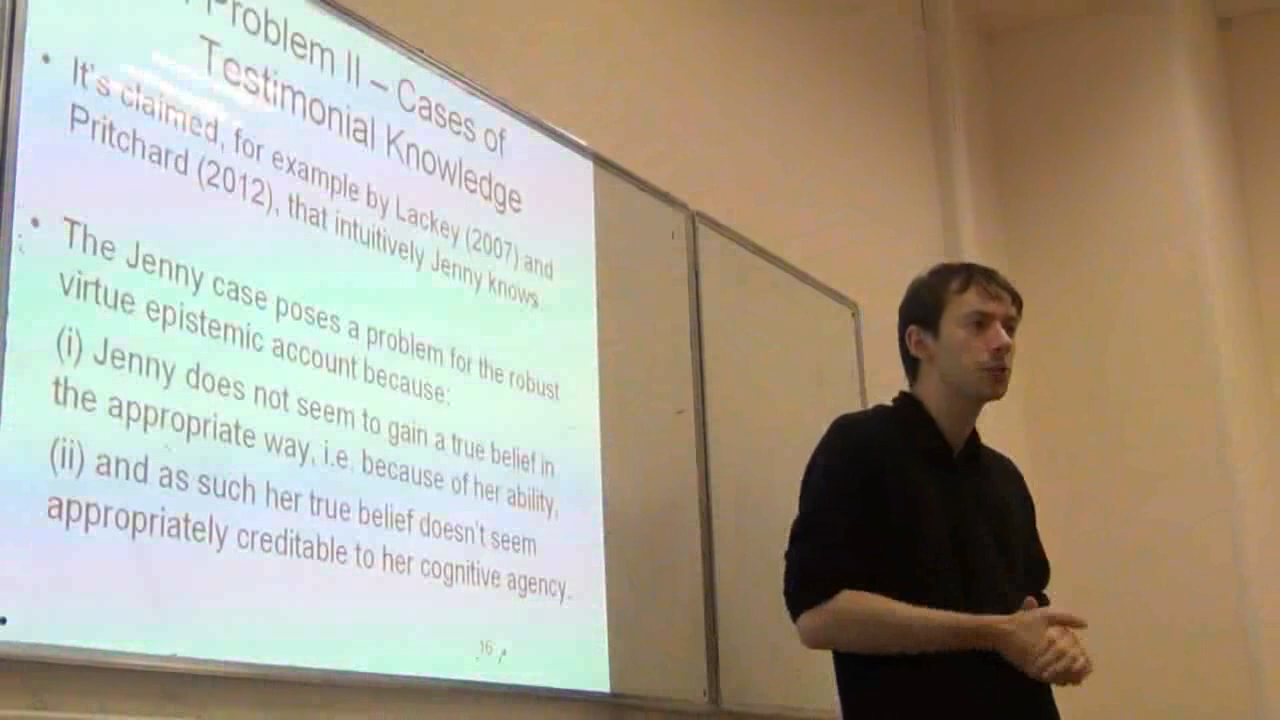 Problem II – Cases of
Testimonial Knowledge
• It's claimed, for example by Lackey (2007) and
Pritchard (2012), that intuitively Jenny knows.
• The Jenny case poses a problem for the robust
virtue epistemic account because:
(i) Jenny does not seem to gain a true belief in
the appropriate way, i.e. because of her ability,
(ii) and as such her true belief doesn't seem
appropriately creditable to her cognitive agency.
16